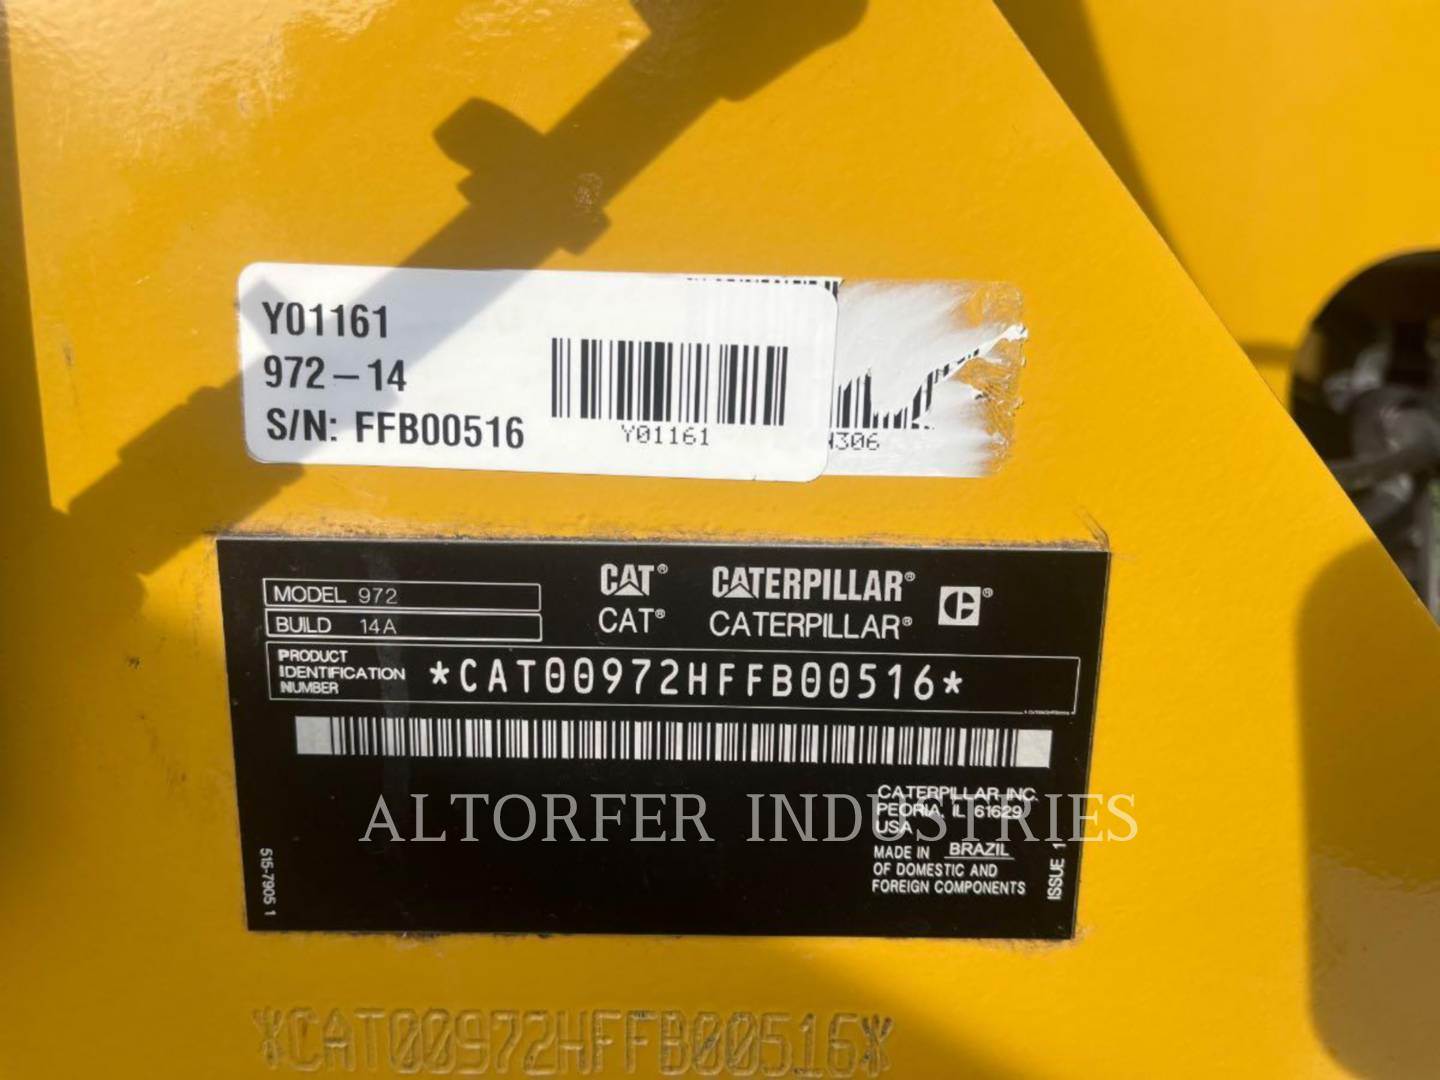 Y01161
972-14
S/N: FFB00516
Y01161
306
MODEL 972
BUILD 14A
CAT® CATERPILLAR® C®
CAT® CATERPILLAR®
PRODUCT
IDENTIFICATION
NUMBER
*CAT00972HFFB00516*
CATERPILLAR INC.
PEORIA, IL 61629
USA
MADE IN BRAZIL
OF DOMESTIC AND
FOREIGN COMPONENTS
ISSUE 1
515-7905 1
ALTORFER INDUSTRIES
*CAT00972HFFB00516*